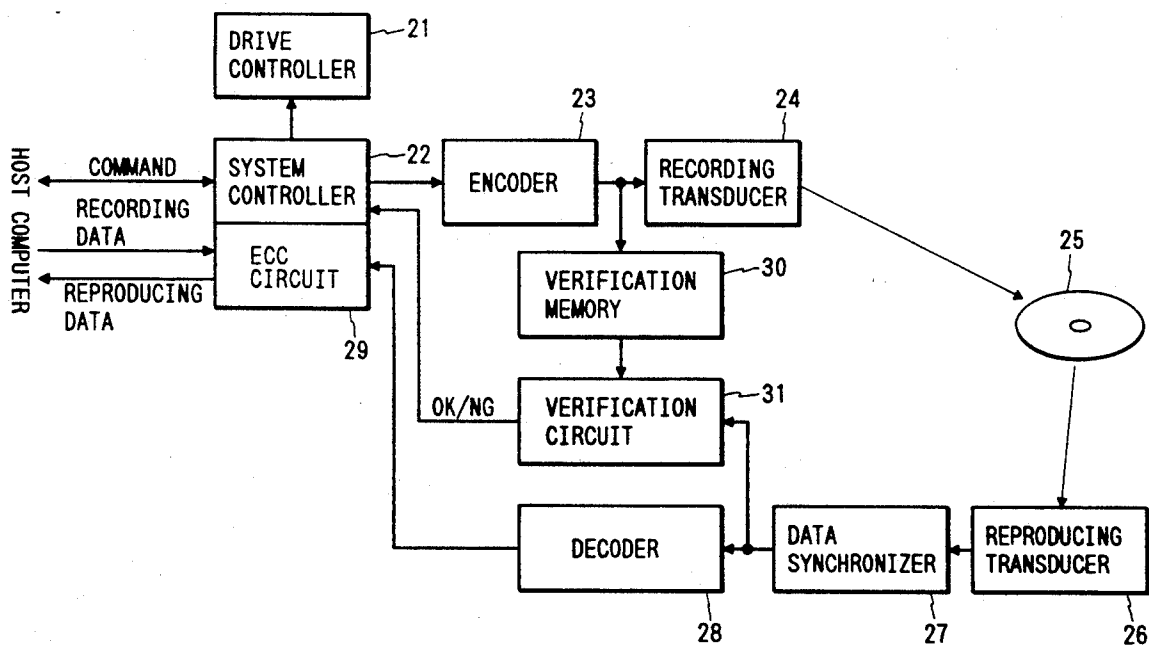 DRIVE
CONTROLLER
21
23
24
HOST COMPUTER
COMMAND
SYSTEM
CONTROLLER
22
ENCODER
RECORDING
TRANSDUCER
RECORDING
DATA
ECC
CIRCUIT
REPRODUCING
DATA
29
VERIFICATION
MEMORY
30
25
OK/NG
VERIFICATION
CIRCUIT
31
DECODER
28
DATA
SYNCHRONIZER
27
REPRODUCING
TRANSDUCER
26